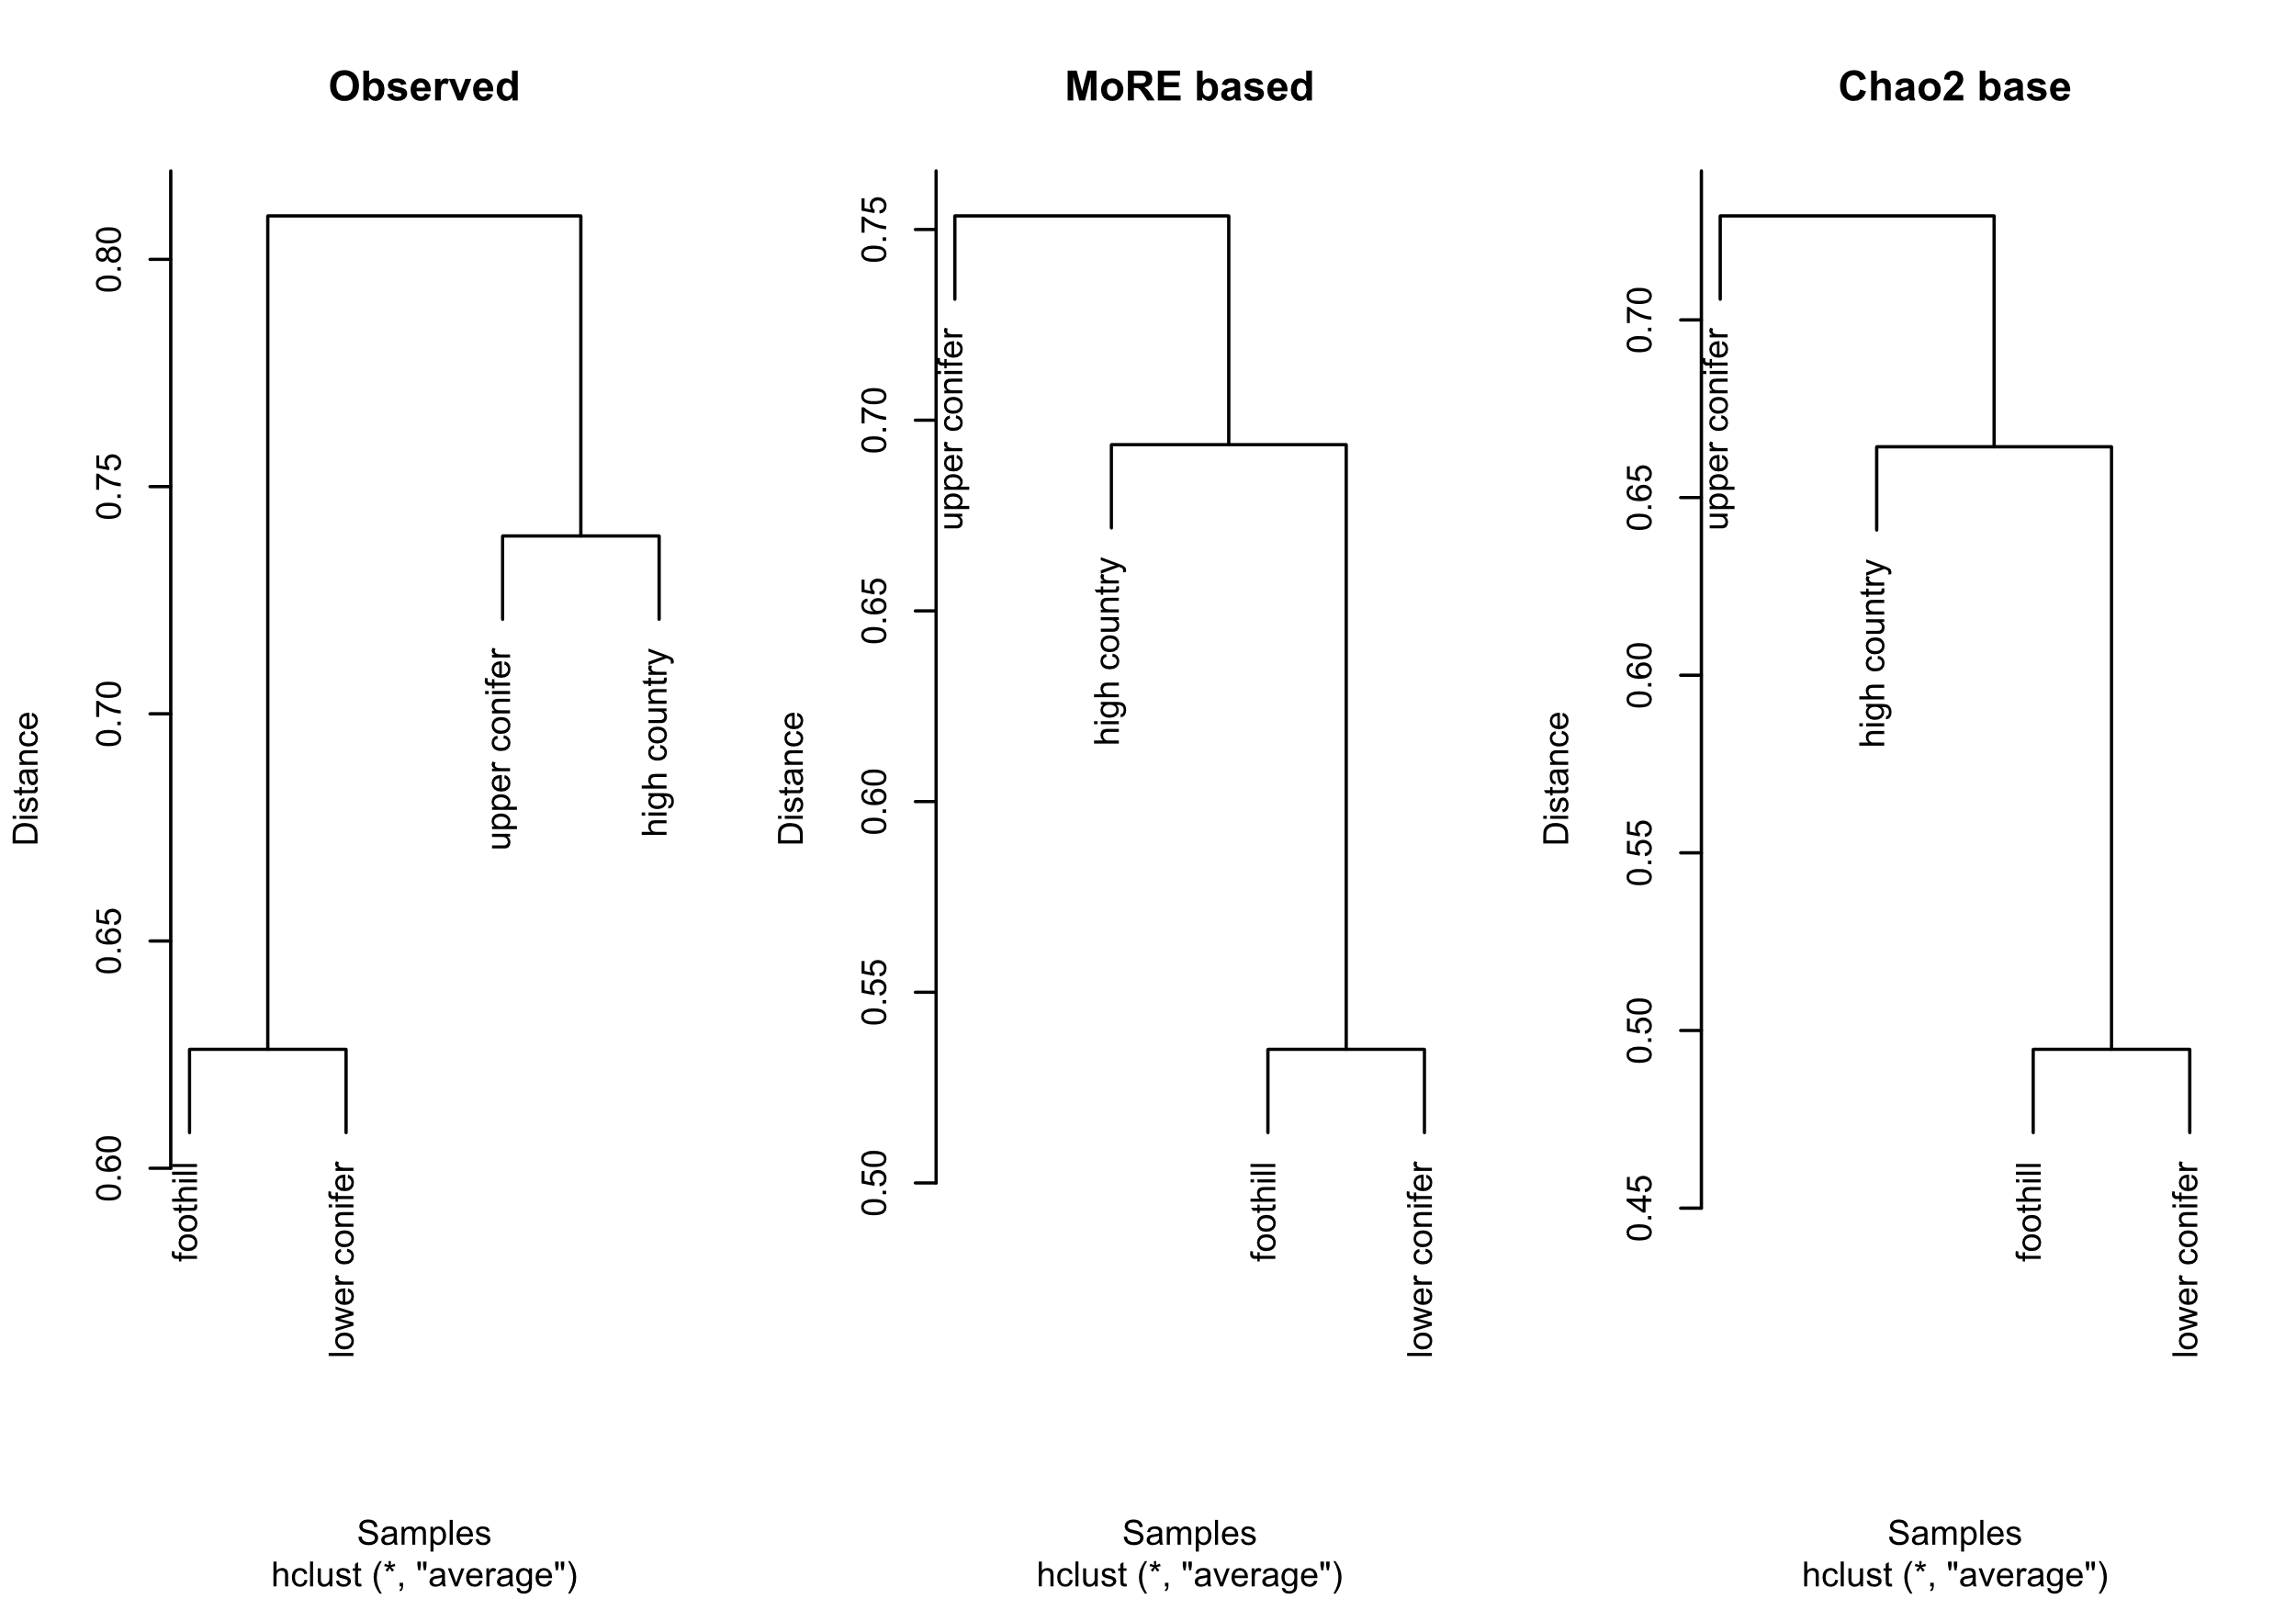 Observed
MoRE based
Chao2 base
Distance
0.80
0.75
0.70
0.65
0.60
foothill
lower conifer
upper conifer
high country
Samples
hclust (*, "average")
Distance
0.75
0.70
0.65
0.60
0.55
0.50
upper conifer
high country
foothill
lower conifer
Samples
hclust (*, "average")
Distance
0.70
0.65
0.60
0.55
0.50
0.45
upper conifer
high country
foothill
lower conifer
Samples
hclust (*, "average")